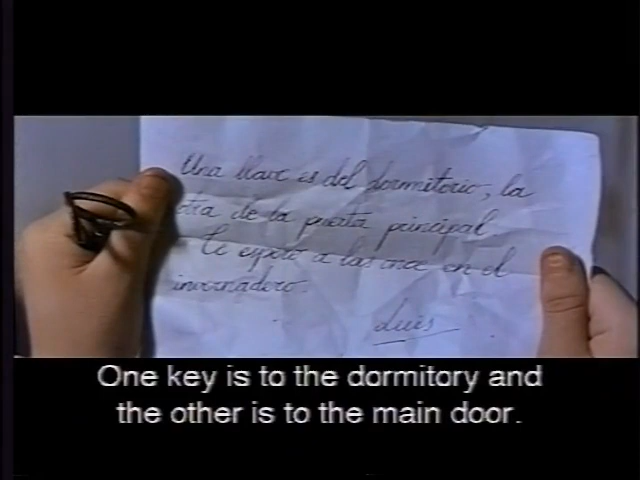 Una llave es del dormitorio, la
otra de la puerta principal
Te espero a las once en el
invernadero.
Luis
One key is to the dormitory and
the other is to the main door.